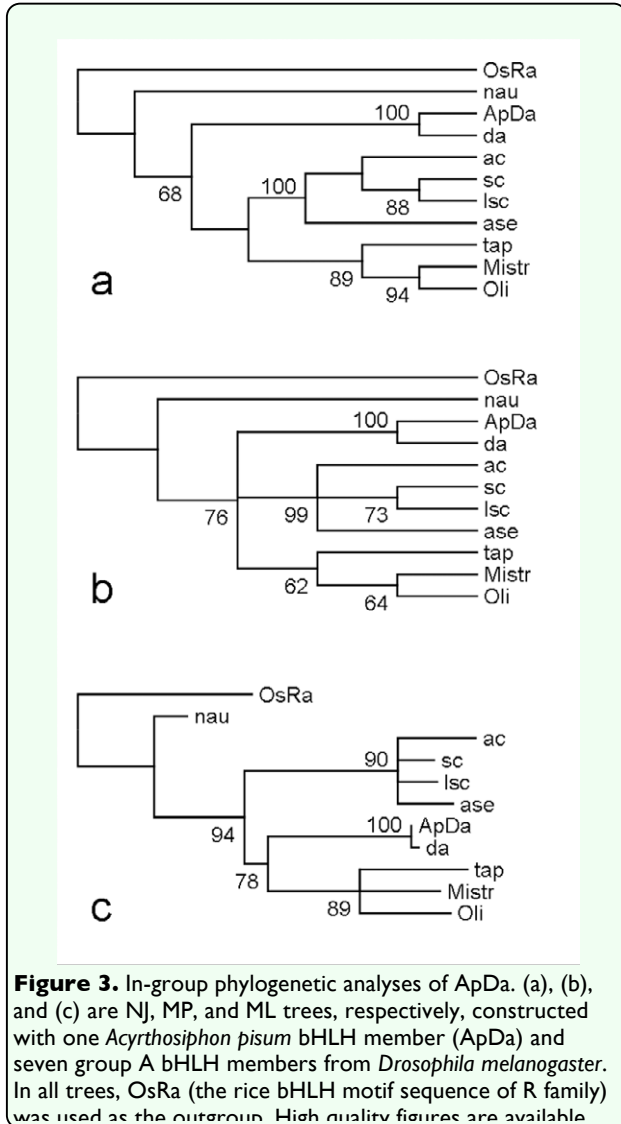 OsRa
nau
100
ApDa
da
ac
100
sc
68
88
lsc
ase
tap
a
89
Mistr
94
Oli
OsRa
nau
100
ApDa
da
ac
sc
76
99
73
lsc
ase
tap
b
62
Mistr
64
Oli
OsRa
nau
90
ac
sc
lsc
ase
94
100
ApDa
da
78
tap
c
89
Mistr
Oli
Figure 3. In-group phylogenetic analyses of ApDa. (a), (b),
and (c) are NJ, MP, and ML trees, respectively, constructed
with one Acyrthosiphon pisum bHLH member (ApDa) and
seven group A bHLH members from Drosophila melanogaster.
In all trees, OsRa (the rice bHLH motif sequence of R family)
was used as the outgroup. High quality figures are available